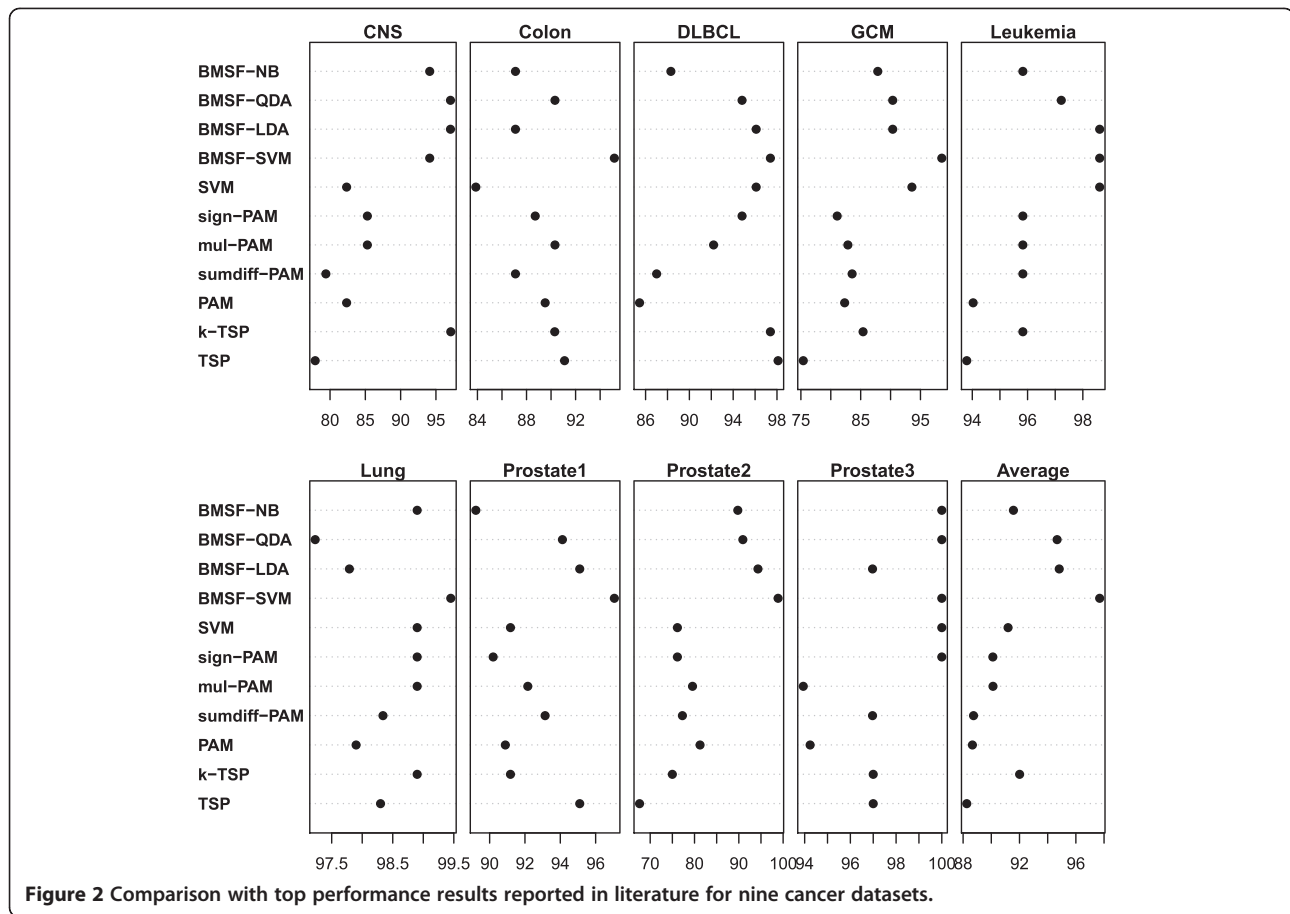 CNS Colon DLBCL GCM Leukemia
BMSF−NB
BMSF−QDA
BMSF−LDA
BMSF−SVM
SVM
sign−PAM
mul−PAM
sumdiff−PAM
PAM
k−TSP
TSP
80 85 90 95 84 88 92 86 90 94 98 75 85 95 94 96 98
Lung Prostate1 Prostate2 Prostate3 Average
BMSF−NB
BMSF−QDA
BMSF−LDA
BMSF−SVM
SVM
sign−PAM
mul−PAM
sumdiff−PAM
PAM
k−TSP
TSP
97.5 98.5 99.5 90 92 94 96 70 80 90 100 94 96 98 100 88 92 96
Figure 2 Comparison with top performance results reported in literature for nine cancer datasets.